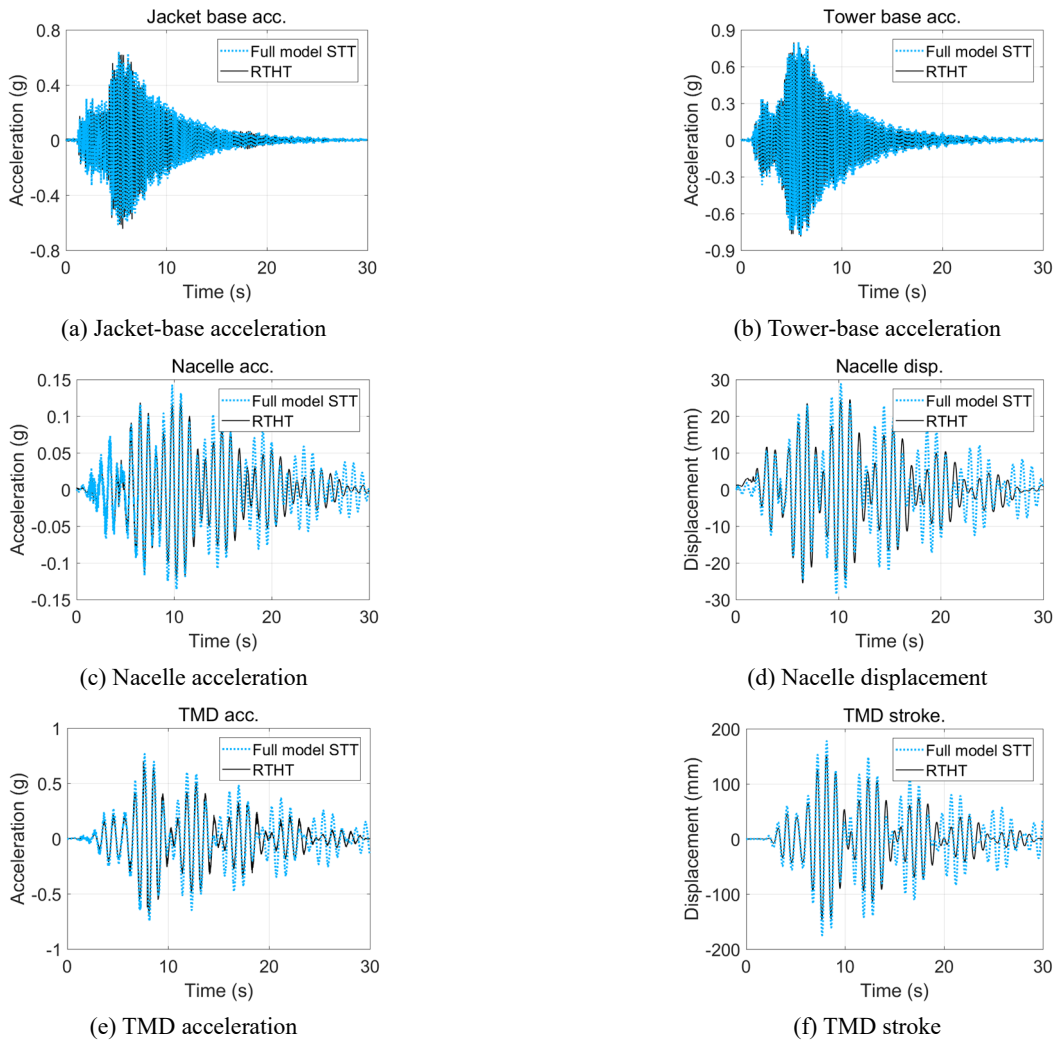 Jacket base acc.
0.8
0.4
0
-0.4
-0.8
Acceleration (g)
Full model STT
RTHT
0 10 20 30
Time (s)
(a) Jacket-base acceleration
Tower base acc.
0.9
0.6
0.3
0
-0.3
-0.6
-0.9
Acceleration (g)
Full model STT
RTHT
0 10 20 30
Time (s)
(b) Tower-base acceleration
Nacelle acc.
0.15
0.1
0.05
0
-0.05
-0.1
-0.15
Acceleration (g)
Full model STT
RTHT
0 10 20 30
Time (s)
(c) Nacelle acceleration
Nacelle disp.
30
20
10
0
-10
-20
-30
Displacement (mm)
Full model STT
RTHT
0 10 20 30
Time (s)
(d) Nacelle displacement
TMD acc.
1
0.5
0
-0.5
-1
Acceleration (g)
Full model STT
RTHT
0 10 20 30
Time (s)
(e) TMD acceleration
TMD stroke.
200
100
0
-100
-200
Displacement (mm)
Full model STT
RTHT
0 10 20 30
Time (s)
(f) TMD stroke